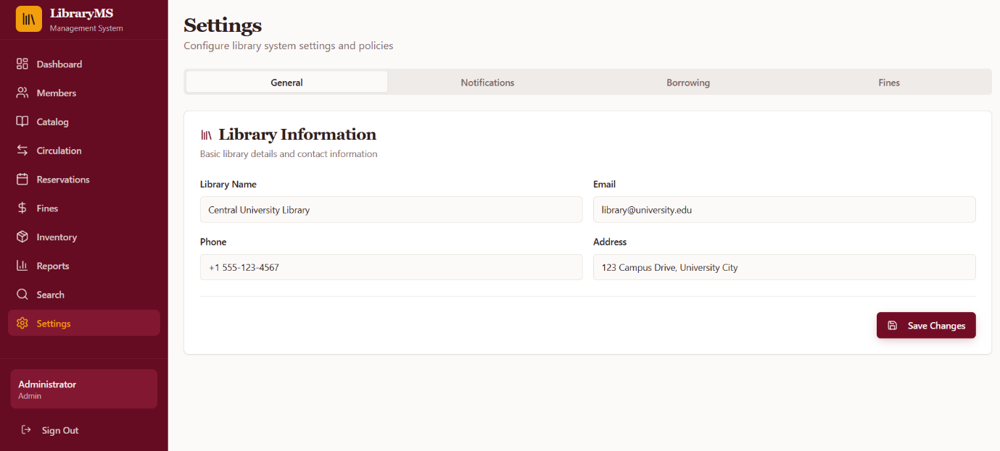 LibraryMS
Management System
Dashboard
Members
Catalog
Circulation
Reservations
Fines
Inventory
Reports
Search
Settings
Administrator
Admin
Sign Out
Settings
Configure library system settings and policies
General
Notifications
Borrowing
Fines
Library Information
Basic library details and contact information
Library Name
Email
Central University Library
library@university.edu
Phone
Address
+1 555-123-4567
123 Campus Drive, University City
Save Changes